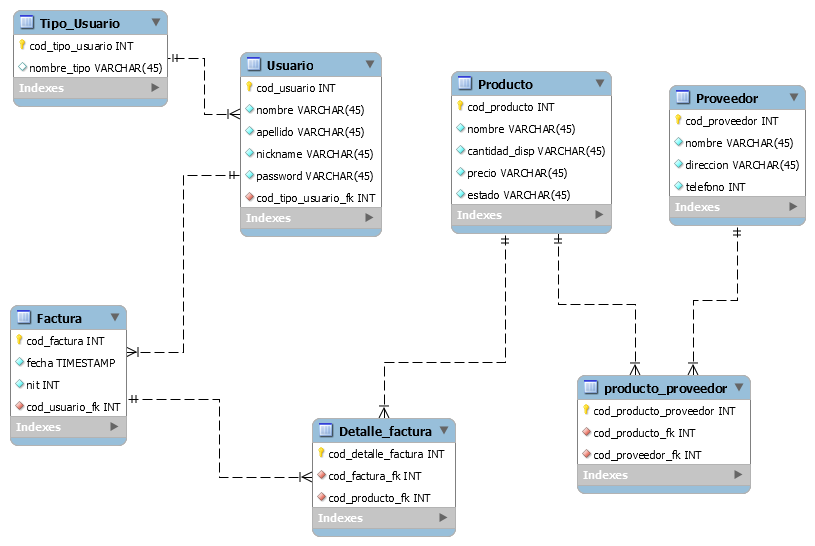 Tipo_Usuario
cod_tipo_usuario INT
nombre_tipo VARCHAR(45)
Indexes
Usuario
cod_usuario INT
nombre VARCHAR(45)
apellido VARCHAR(45)
nickname VARCHAR(45)
password VARCHAR(45)
cod_tipo_usuario_fk INT
Indexes
Producto
cod_producto INT
nombre VARCHAR(45)
cantidad_disp VARCHAR(45)
precio VARCHAR(45)
estado VARCHAR(45)
Indexes
Proveedor
cod_proveedor INT
nombre VARCHAR(45)
direccion VARCHAR(45)
telefono INT
Indexes
Factura
cod_factura INT
fecha TIMESTAMP
nit INT
cod_usuario_fk INT
Indexes
Detalle_factura
cod_detalle_factura INT
cod_factura_fk INT
cod_producto_fk INT
Indexes
producto_proveedor
cod_producto_proveedor INT
cod_producto_fk INT
cod_proveedor_fk INT
Indexes